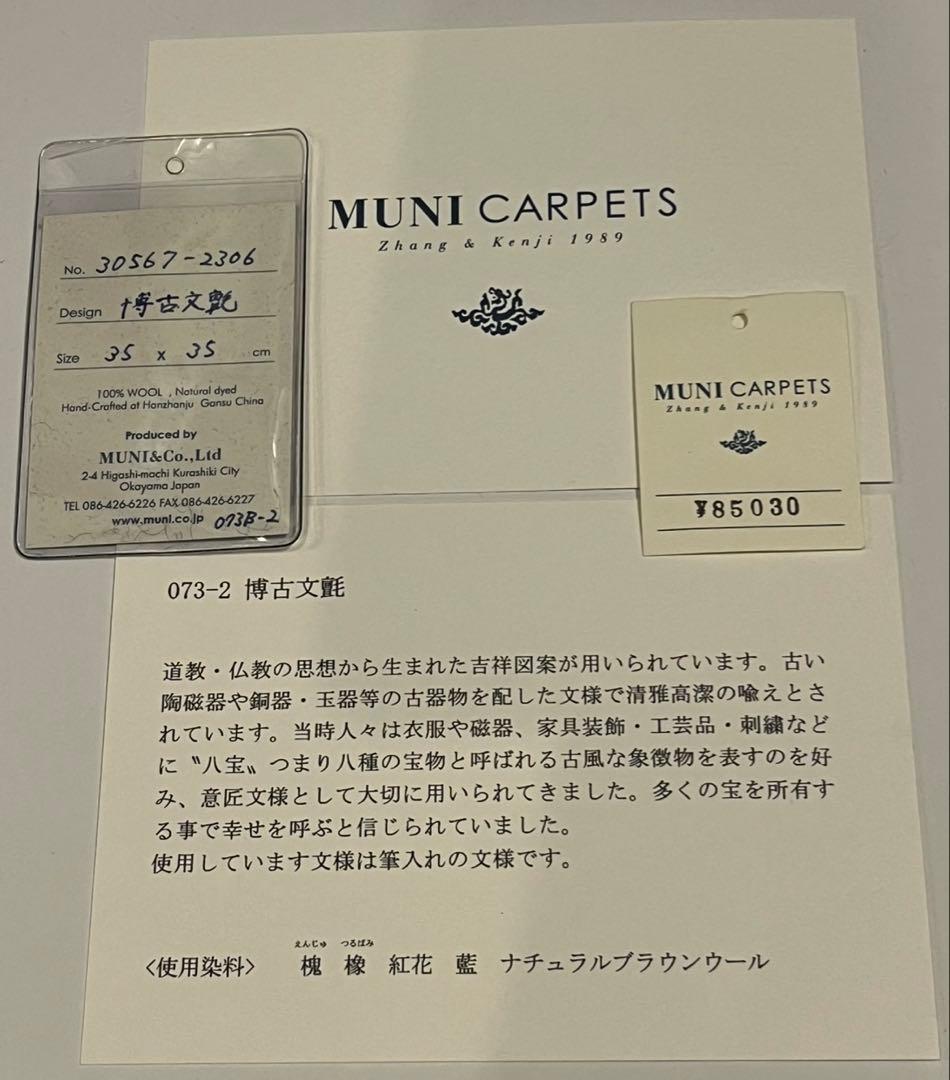 MUNI CARPETS
Zhang & Kenji 1989
No. 30567-2306
Design 博古文氈
Size 35 x 35 cm
100% WOOL , Natural dyed
Hand-Crafted at Hanzhanju Gansu China
Produced by
MUNI&Co.,Ltd
2-4 Higashi-machi Kurashiki City
Okayama Japan
TEL 086-426-6226 FAX 086-426-6227
www.muni.co.jp 073B-2
MUNI CARPETS
Zhang & Kenji 1989
¥85030
073-2 博古文氈
道教・仏教の思想から生まれた吉祥図案が用いられています。古い
陶磁器や銅器・玉器等の古器物を配した文様で清雅高潔の喩えとさ
れています。当時人々は衣服や磁器、家具装飾・工芸品・刺繍など
に〝八宝〟つまり八種の宝物と呼ばれる古風な象徴物を表すのを好
み、意匠文様として大切に用いられてきました。多くの宝を所有す
る事で幸せを呼ぶと信じられていました。
使用しています文様は筆入れの文様です。
えんじゅ つるばみ
<使用染料> 槐 橡 紅花 藍 ナチュラルブラウンウール